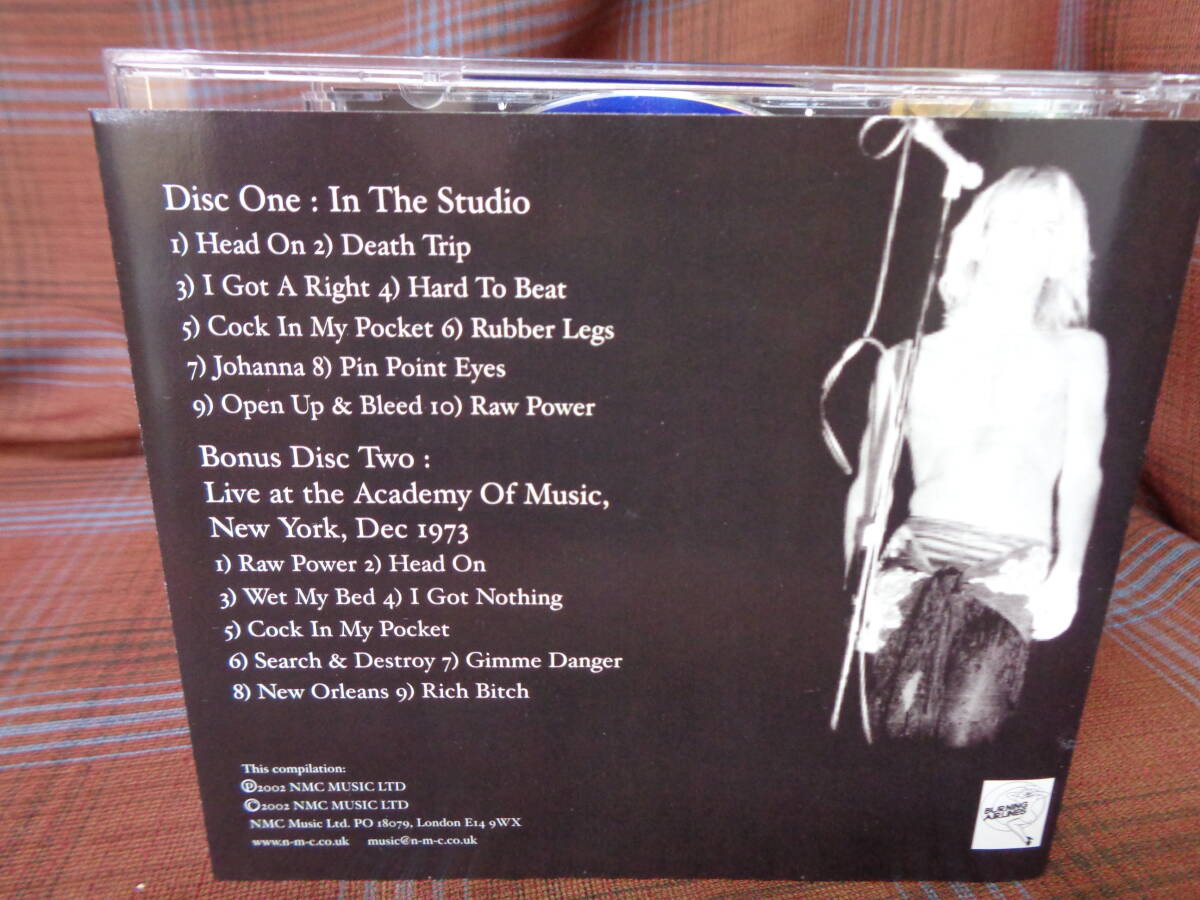 Disc One : In The Studio
1) Head On 2) Death Trip
3) I Got A Right 4) Hard To Beat
5) Cock In My Pocket 6) Rubber Legs
7) Johanna 8) Pin Point Eyes
9) Open Up & Bleed 10) Raw Power
Bonus Disc Two :
Live at the Academy Of Music,
New York, Dec 1973
1) Raw Power 2) Head On
3) Wet My Bed 4) I Got Nothing
5) Cock In My Pocket
6) Search & Destroy 7) Gimme Danger
8) New Orleans 9) Rich Bitch
This compilation:
℗2002 NMC MUSIC LTD
©2002 NMC MUSIC LTD
NMC Music Ltd. PO 18079, London E14 9WX
www.n-m-c.co.uk music@n-m-c.co.uk
BURNING
AIRLINES